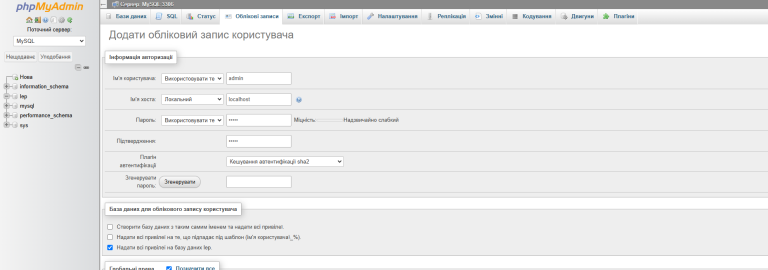 phpMyAdmin
Поточний сервер:
MySQL
Нещодавні Уподобання
Нова
information_schema
lep
mysql
performance_schema
sys
Сервер: MySQL:3306
Бази даних SQL Статус Облікові записи Експорт Імпорт Налаштування Реплікація Змінні Кодування Двигуни Плагіни
Додати обліковий запис користувача
Інформація авторизації
Ім'я користувача: Використовувати те admin
Ім'я хоста: Локальний localhost
Пароль: Використовувати те ····· Міцність: Надзвичайно слабкий
Підтвердження: ·····
Плагін автентифікації Кешування автентифікації sha2
Згенерувати пароль: Згенерувати
База даних для облікового запису користувача
Створити базу даних з таким самим іменем та надати всі привілеї.
Надати всі привілеї на те, що підпадає під шаблон (ім'я користувача\_%).
Надати всі привілеї на базу даних lep.
Глобальні права Позначити все